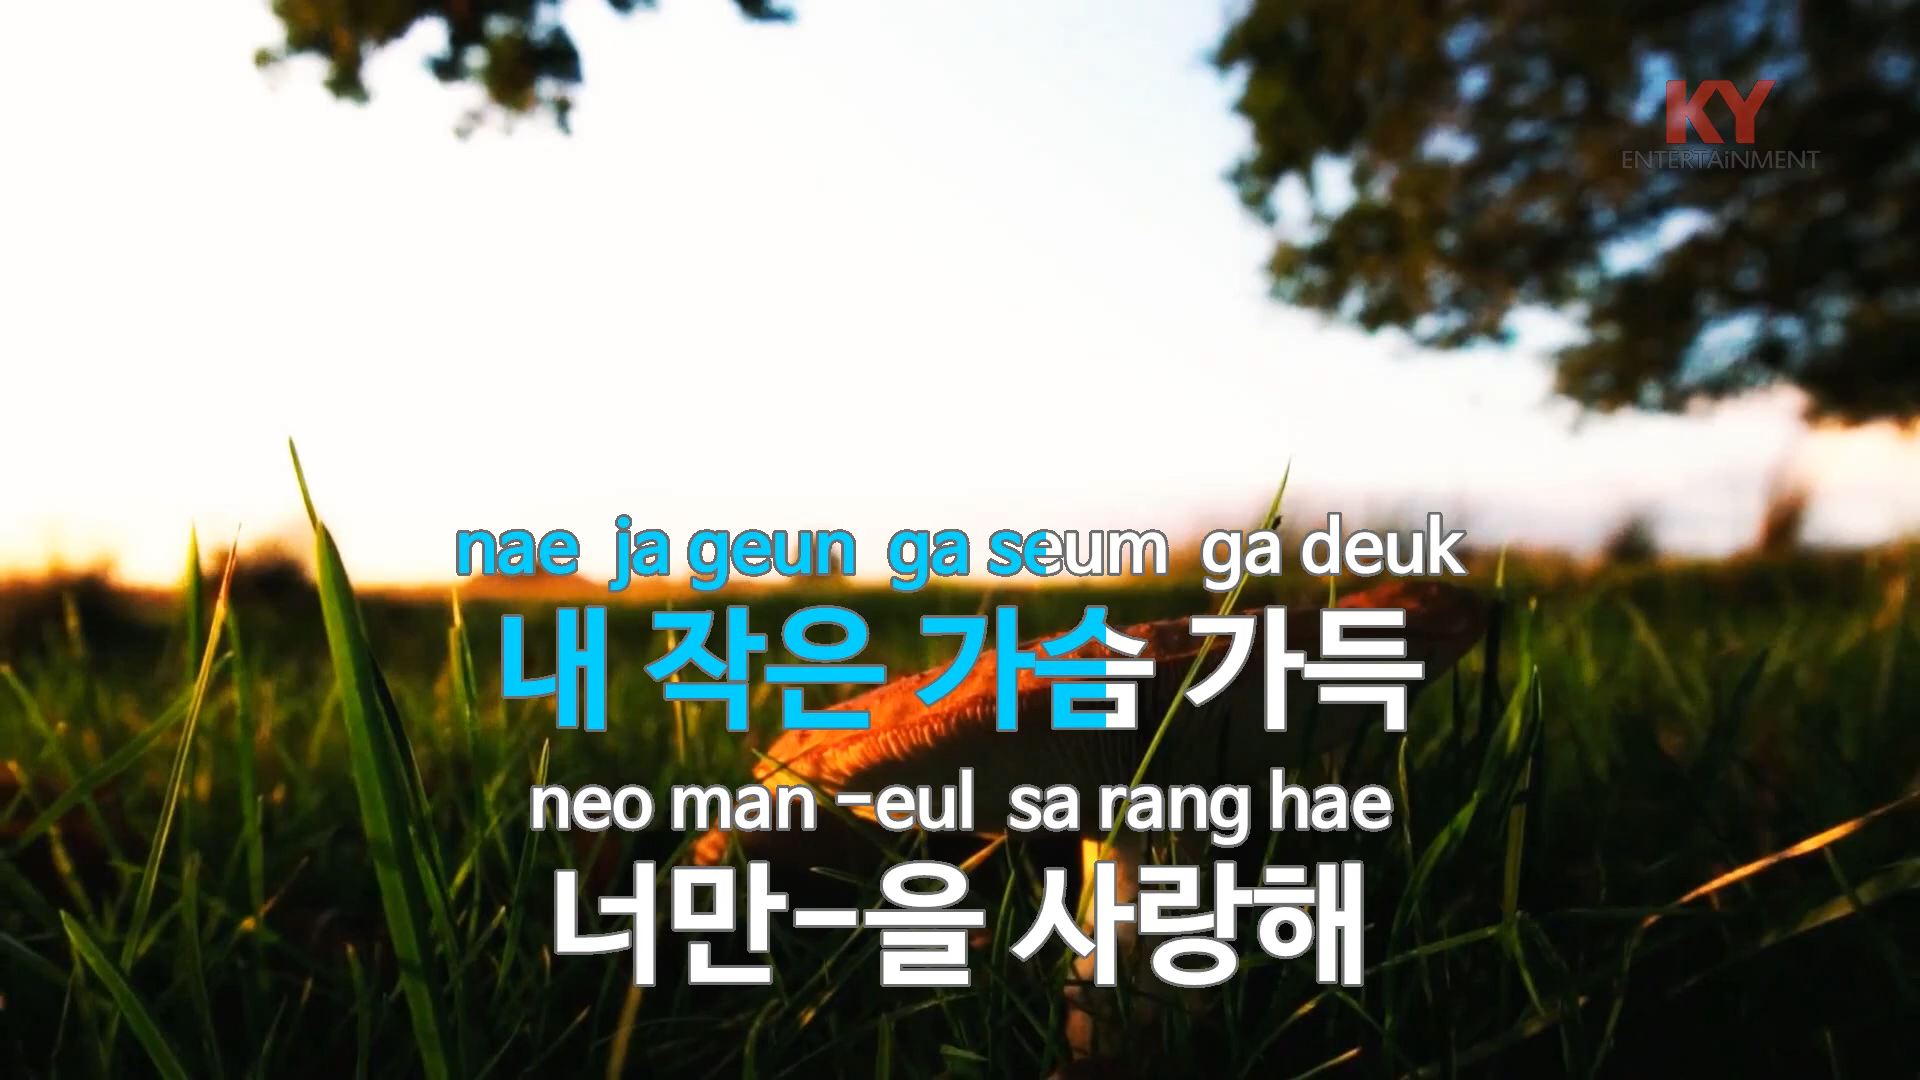 KY
ENTERTAiNMENT
nae ja geun ga seum ga deuk
내 작은 가슴 가득
neo man -eul sa rang hae
너만-을 사랑해